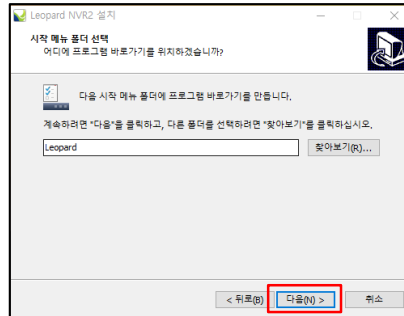 Leopard NVR2 설치
시작 메뉴 폴더 선택
어디에 프로그램 바로가기를 위치하겠습니까?
다음 시작 메뉴 폴더에 프로그램 바로가기를 만듭니다.
계속하려면 "다음"을 클릭하고, 다른 폴더를 선택하려면 "찾아보기"를 클릭하십시오.
Leopard 찾아보기(R)...
< 뒤로(B) 다음(N) > 취소